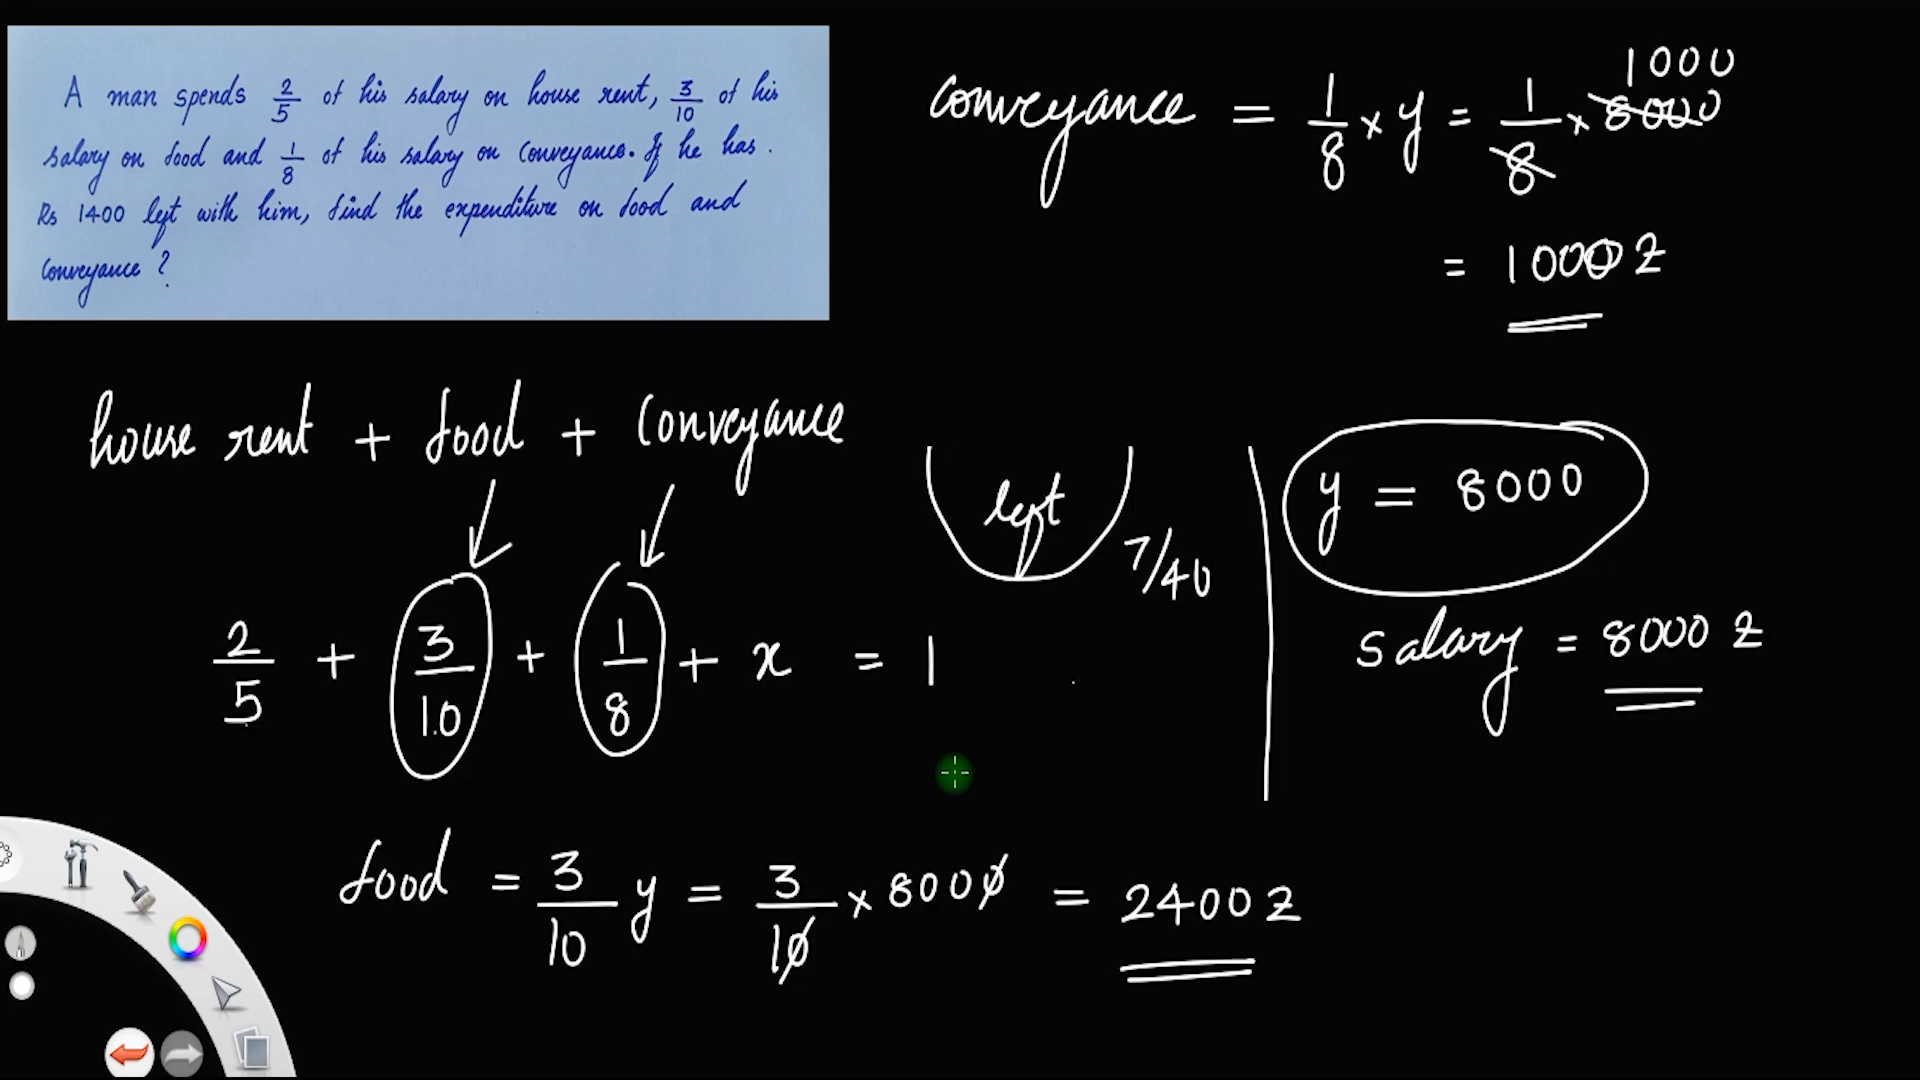 A man spends 2/5 of his salary on house rent, 3/10 of his
salary on food and 1/8 of his salary on conveyance. If he has
Rs 1400 left with him, find the expenditure on food and
conveyance?
conveyance = 1/8 × y = 1/8 × 8000
1000
= 1000 Z
house rent + food + conveyance
left
7/40
2/5 + 3/10 + 1/8 + x = 1
y = 8000
salary = 8000 Z
food = 3/10 y = 3/10 × 8000 = 2400 Z